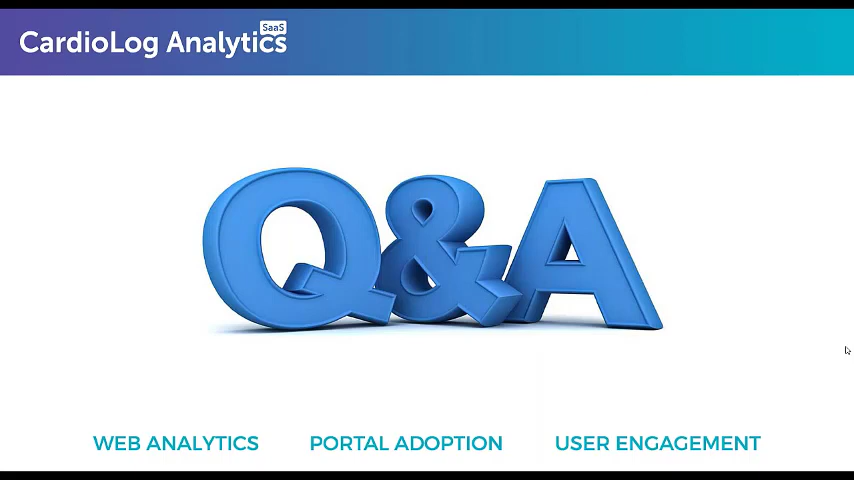 CardioLog Analytics SaaS
Q&A
WEB ANALYTICS PORTAL ADOPTION USER ENGAGEMENT